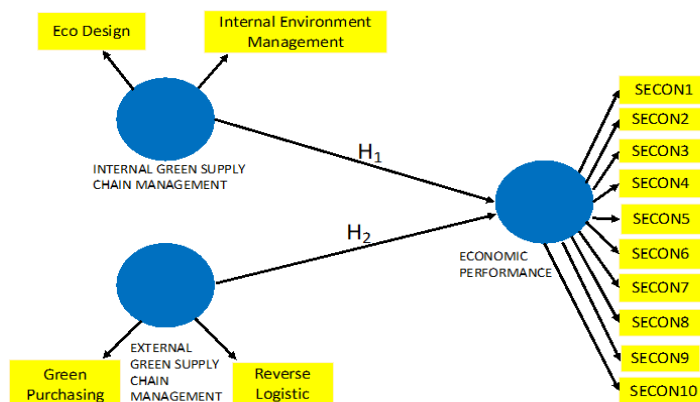 Eco Design
Internal Environment
Management
INTERNAL GREEN SUPPLY
CHAIN MANAGEMENT
H₁
H₂
ECONOMIC
PERFORMANCE
SECON1
SECON2
SECON3
SECON4
SECON5
SECON6
SECON7
SECON8
SECON9
SECON10
Green
Purchasing
EXTERNAL
GREEN SUPPLY
CHAIN
MANAGEMENT
Reverse
Logistic